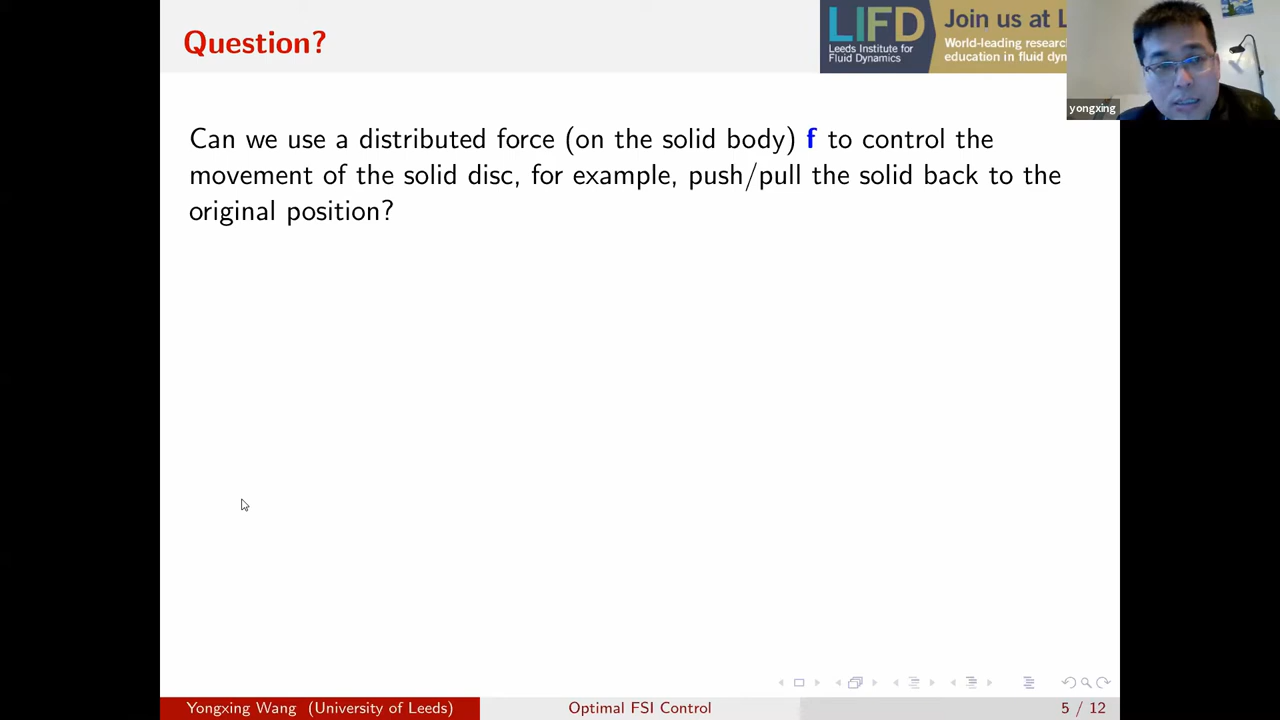 Question?
LIFD
Leeds Institute for
Fluid Dynamics
Join us at L
World-leading researc
education in fluid dyn
yongxing
Can we use a distributed force (on the solid body) f to control the
movement of the solid disc, for example, push/pull the solid back to the
original position?
Yongxing Wang (University of Leeds)
Optimal FSI Control
5 / 12